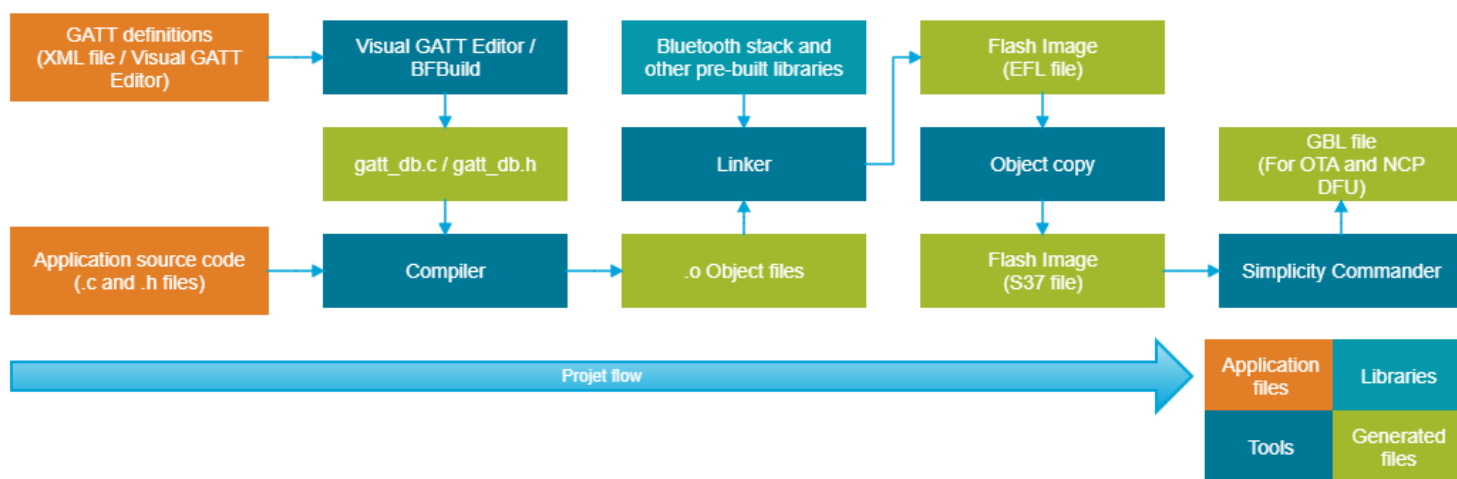 GATT definitions
(XML file / Visual GATT
Editor)
Visual GATT Editor /
BFBuild
Bluetooth stack and
other pre-built libraries
Flash Image
(EFL file)
gatt_db.c / gatt_db.h
Linker
Object copy
GBL file
(For OTA and NCP
DFU)
Application source code
(.c and .h files)
Compiler
.o Object files
Flash Image
(S37 file)
Simplicity Commander
Projet flow
Application
files
Libraries
Tools
Generated
files